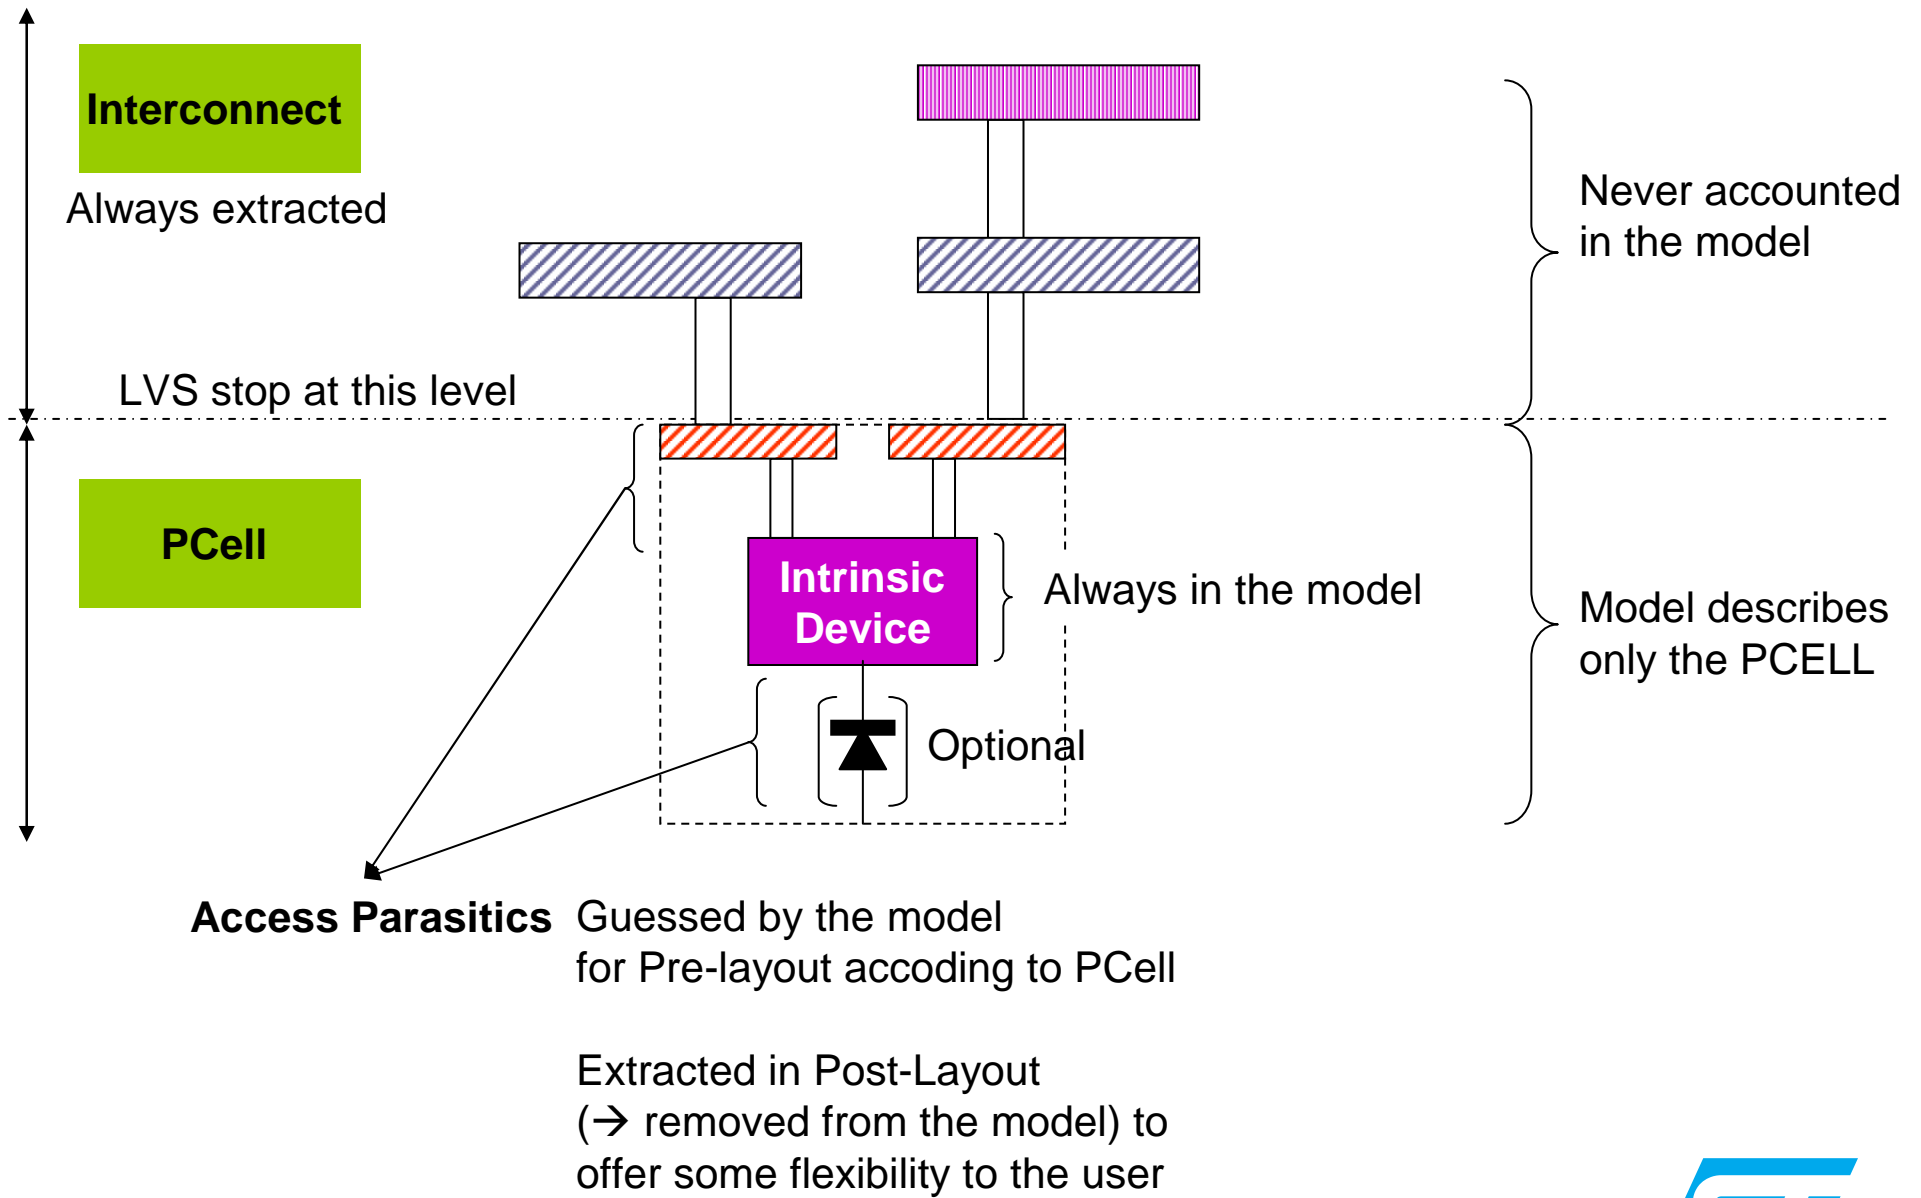 Interconnect
Always extracted
Never accounted
in the model
LVS stop at this level
PCell
Intrinsic
Device
Always in the model
Model describes
only the PCELL
Optional
Access Parasitics
Guessed by the model
for Pre-layout accoding to PCell
Extracted in Post-Layout
(→ removed from the model) to
offer some flexibility to the user